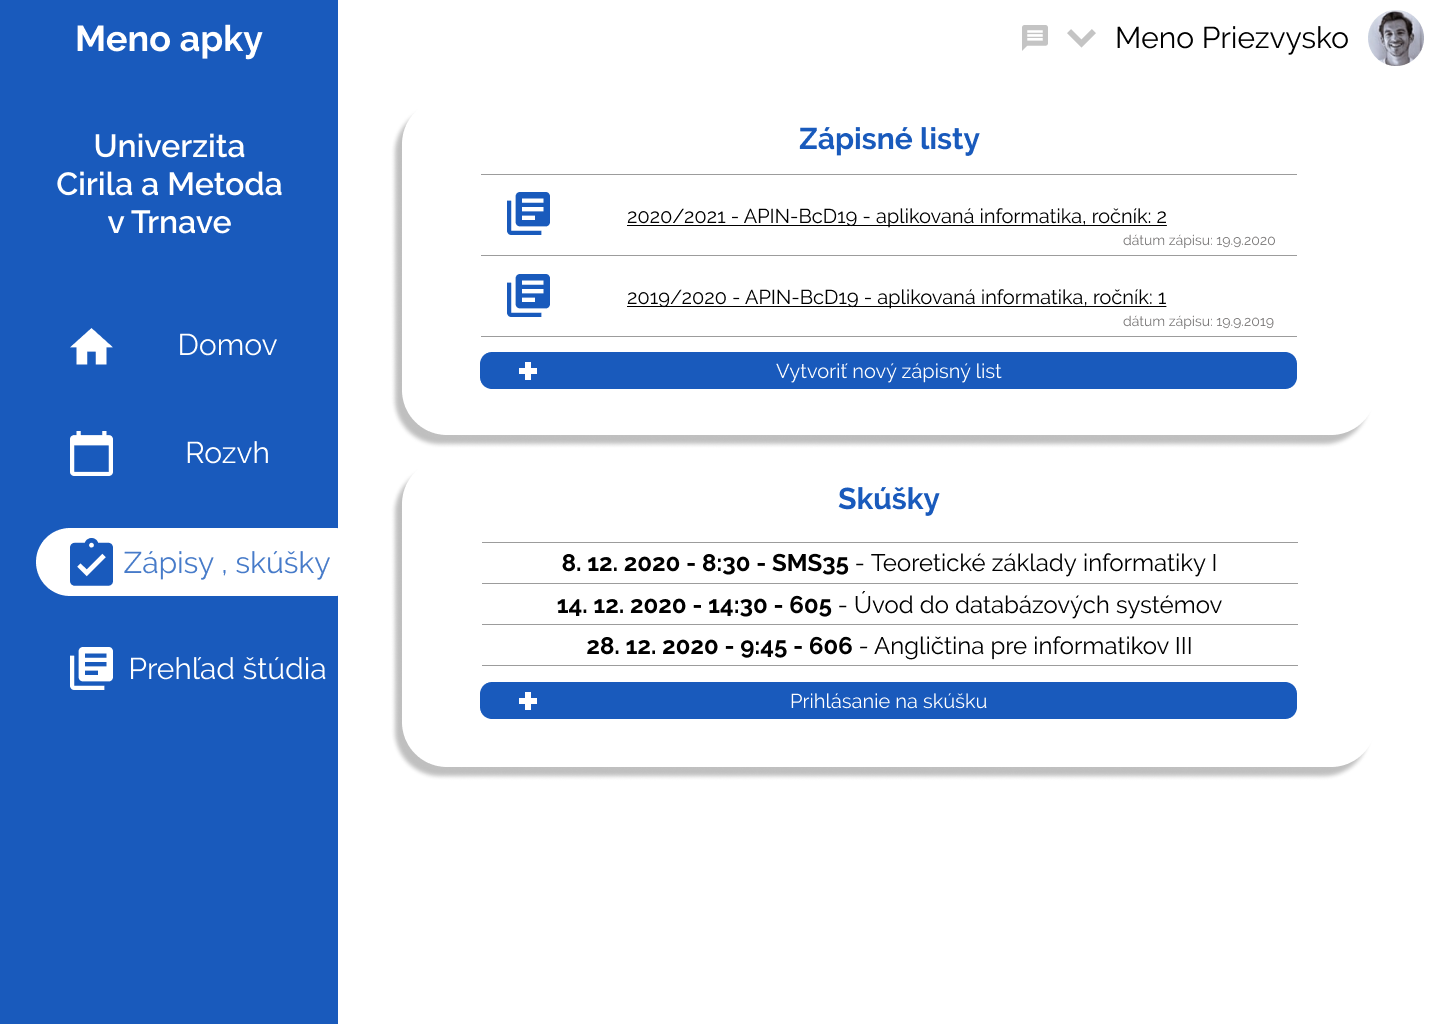 Meno apky
Meno Priezvysko
Univerzita
Cirila a Metoda
v Trnave
Domov
Rozvh
Zápisy , skúšky
Prehľad štúdia
Zápisné listy
2020/2021 - APIN-BcD19 - aplikovaná informatika, ročník: 2
dátum zápisu: 19.9.2020
2019/2020 - APIN-BcD19 - aplikovaná informatika, ročník: 1
dátum zápisu: 19.9.2019
Vytvoriť nový zápisný list
Skúšky
8. 12. 2020 - 8:30 - SMS35 - Teoretické základy informatiky I
14. 12. 2020 - 14:30 - 605 - Úvod do databázových systémov
28. 12. 2020 - 9:45 - 606 - Angličtina pre informatikov III
Prihlásanie na skúšku